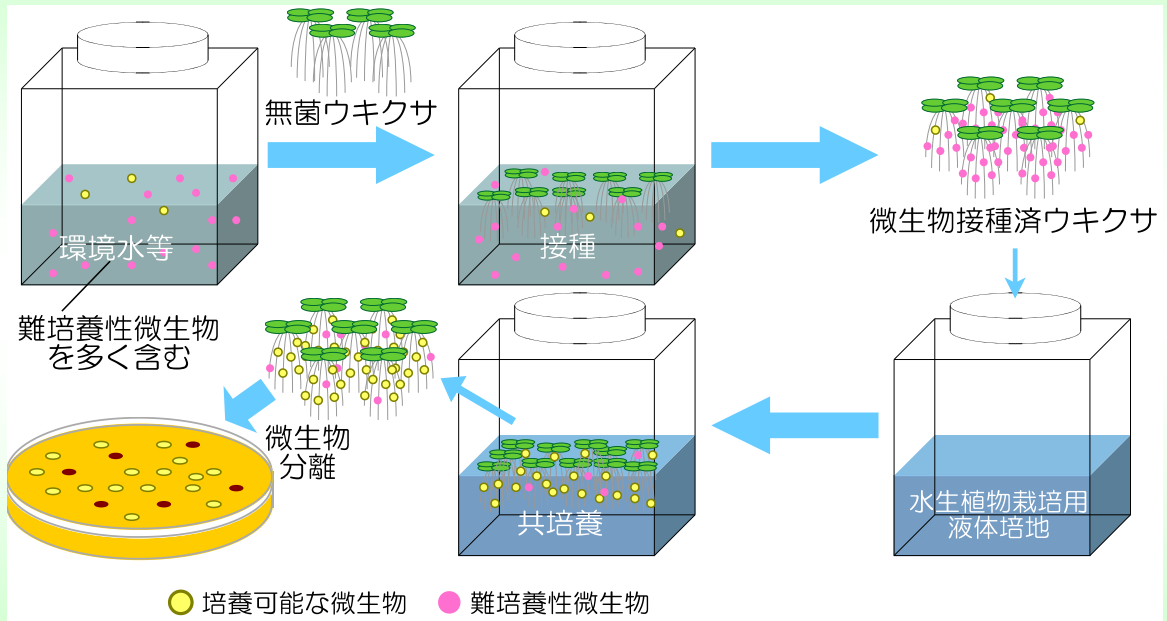 無菌ウキクサ
環境水等
難培養性微生物
を多く含む
接種
微生物接種済ウキクサ
水生植物栽培用
液体培地
共培養
微生物
分離
培養可能な微生物
難培養性微生物